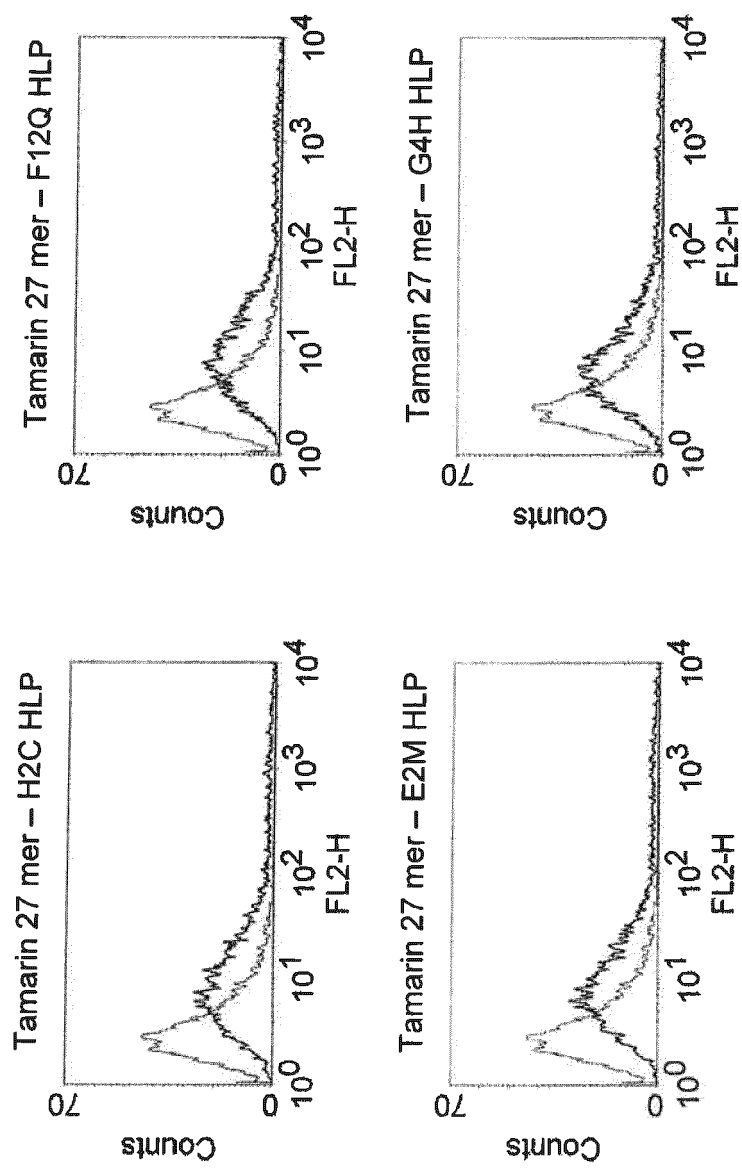 Tamarin 27 mer – H2C HLP
70
Counts
0
10^0 10^1 10^2 10^3 10^4
FL2-H
Tamarin 27 mer – F12Q HLP
70
Counts
0
10^0 10^1 10^2 10^3 10^4
FL2-H
Tamarin 27 mer – E2M HLP
70
Counts
0
10^0 10^1 10^2 10^3 10^4
FL2-H
Tamarin 27 mer – G4H HLP
70
Counts
0
10^0 10^1 10^2 10^3 10^4
FL2-H